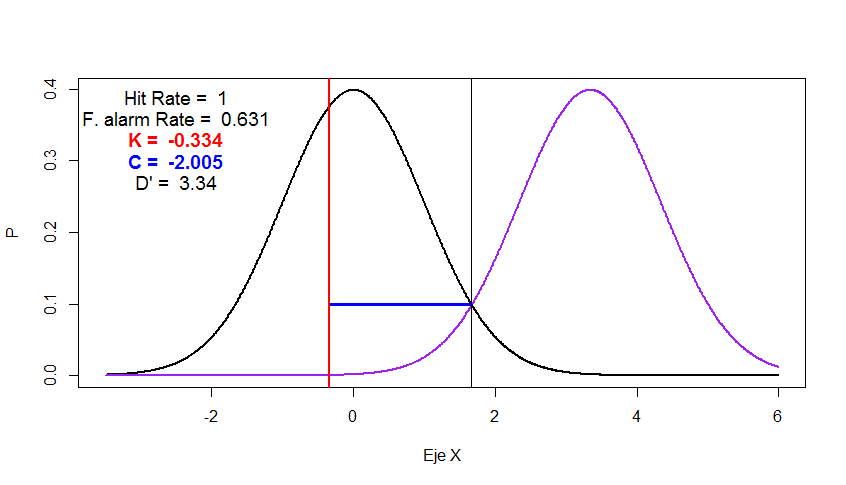 Hit Rate =  1
F. alarm Rate =  0.631
K =  -0.334
C =  -2.005
D' =  3.34
0.4
0.3
0.2
0.1
0.0
P
-2 0 2 4 6
Eje X